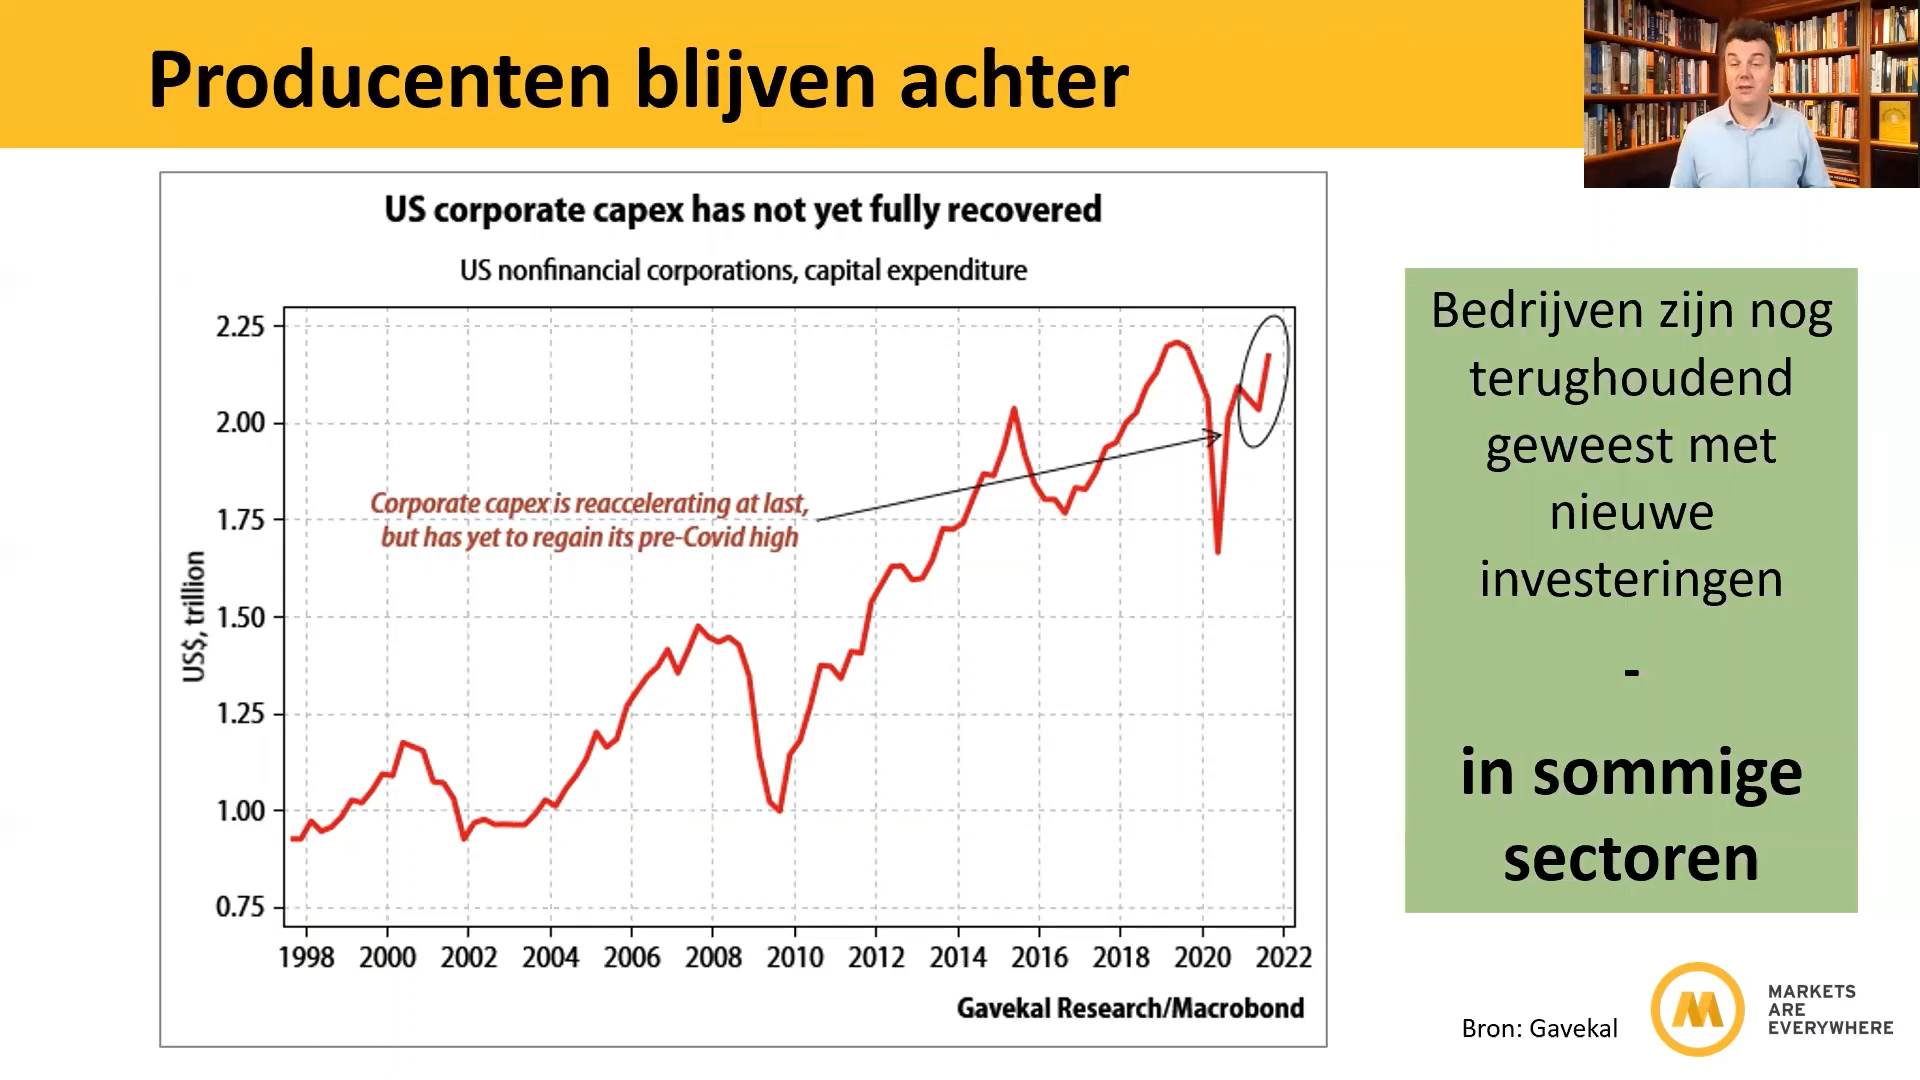 Producenten blijven achter
US corporate capex has not yet fully recovered
US nonfinancial corporations, capital expenditure
2.25
2.00
1.75
1.50
1.25
1.00
0.75
US$, trillion
Corporate capex is reaccelerating at last,
but has yet to regain its pre-Covid high
1998 2000 2002 2004 2006 2008 2010 2012 2014 2016 2018 2020 2022
Gavekal Research/Macrobond
Bedrijven zijn nog
terughoudend
geweest met
nieuwe
investeringen
-
in sommige
sectoren
Bron: Gavekal
MARKETS
ARE
EVERYWHERE